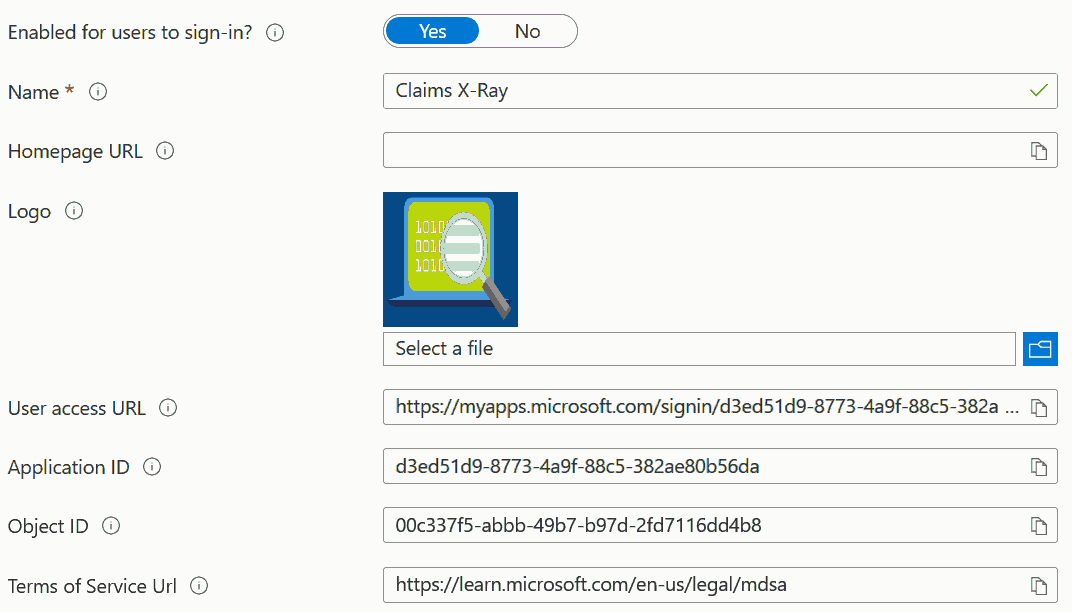 Enabled for users to sign-in? Yes No
Name * Claims X-Ray
Homepage URL
Logo
1010
0010
1010
Select a file
User access URL https://myapps.microsoft.com/signin/d3ed51d9-8773-4a9f-88c5-382a ...
Application ID d3ed51d9-8773-4a9f-88c5-382ae80b56da
Object ID 00c337f5-abbb-49b7-b97d-2fd7116dd4b8
Terms of Service Url https://learn.microsoft.com/en-us/legal/mdsa